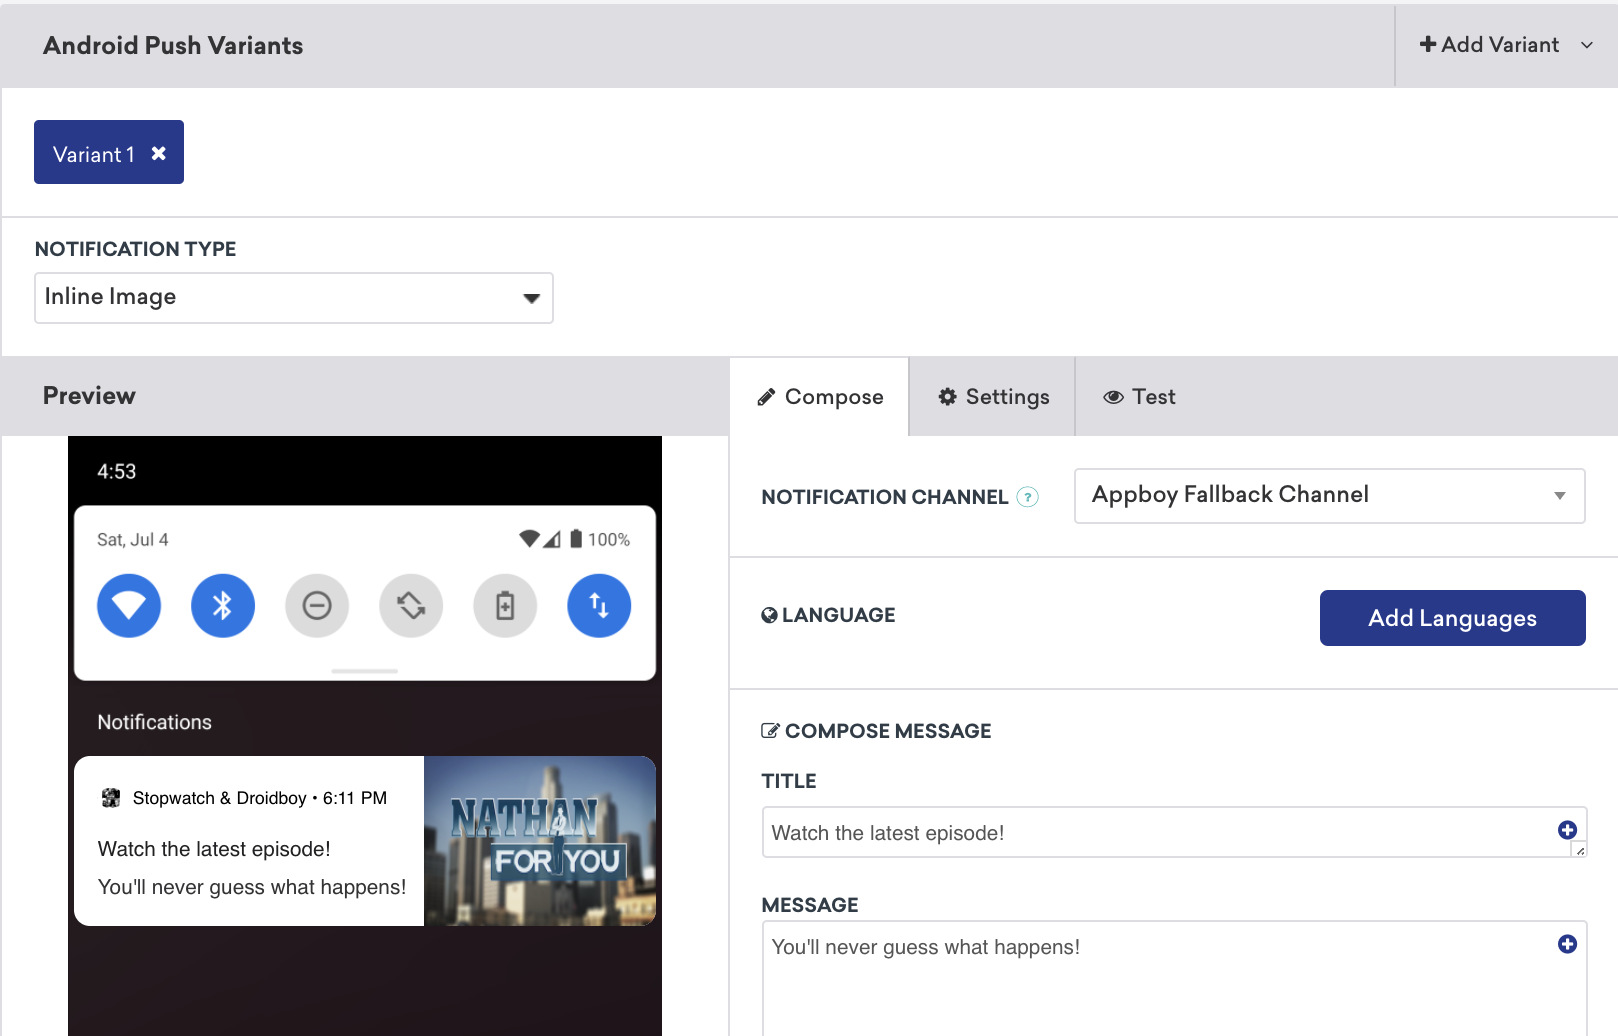 Android Push Variants
Add Variant
Variant 1
NOTIFICATION TYPE
Inline Image
Preview
Compose
Settings
Test
4:53
Sat, Jul 4
100%
Notifications
Stopwatch & Droidboy • 6:11 PM
Watch the latest episode!
You'll never guess what happens!
NATHAN
FOR YOU
NOTIFICATION CHANNEL ?
Appboy Fallback Channel
LANGUAGE
Add Languages
COMPOSE MESSAGE
TITLE
Watch the latest episode!
MESSAGE
You'll never guess what happens!